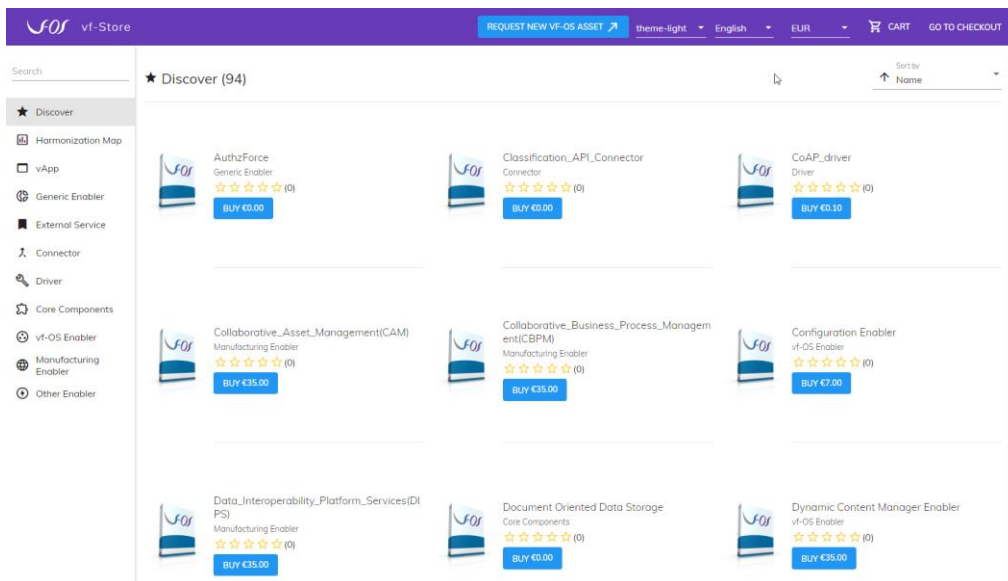 vf-OS vf-Store
REQUEST NEW VF-OS ASSET
theme-light
English
EUR
CART
GO TO CHECKOUT
Search
Discover
Harmonization Map
vApp
Generic Enabler
External Service
Connector
Driver
Core Components
vf-OS Enabler
Manufacturing
Enabler
Other Enabler
Discover (94)
Sort by
Name
AuthzForce
Generic Enabler
(0)
BUY €0.00
Classification_API_Connector
Connector
(0)
BUY €0.00
CoAP_driver
Driver
(0)
BUY €0.10
Collaborative_Asset_Management(CAM)
Manufacturing Enabler
(0)
BUY €35.00
Collaborative_Business_Process_Managem
ent(CBPM)
Manufacturing Enabler
(0)
BUY €35.00
Configuration Enabler
vf-OS Enabler
(0)
BUY €7.00
Data_Interoperability_Platform_Services(DI
PS)
Manufacturing Enabler
(0)
BUY €35.00
Document Oriented Data Storage
Core Components
(0)
BUY €0.00
Dynamic Content Manager Enabler
vf-OS Enabler
(0)
BUY €35.00